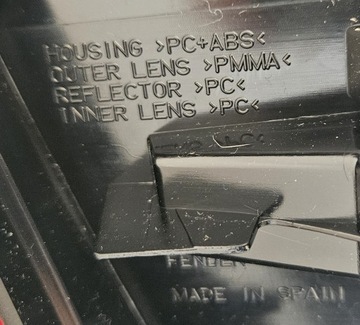 HOUSING >PC+ABS<
OUTER LENS >PMMA<
REFLECTOR >PC<
INNER LENS >PC<
FENDER
MADE IN SPAIN